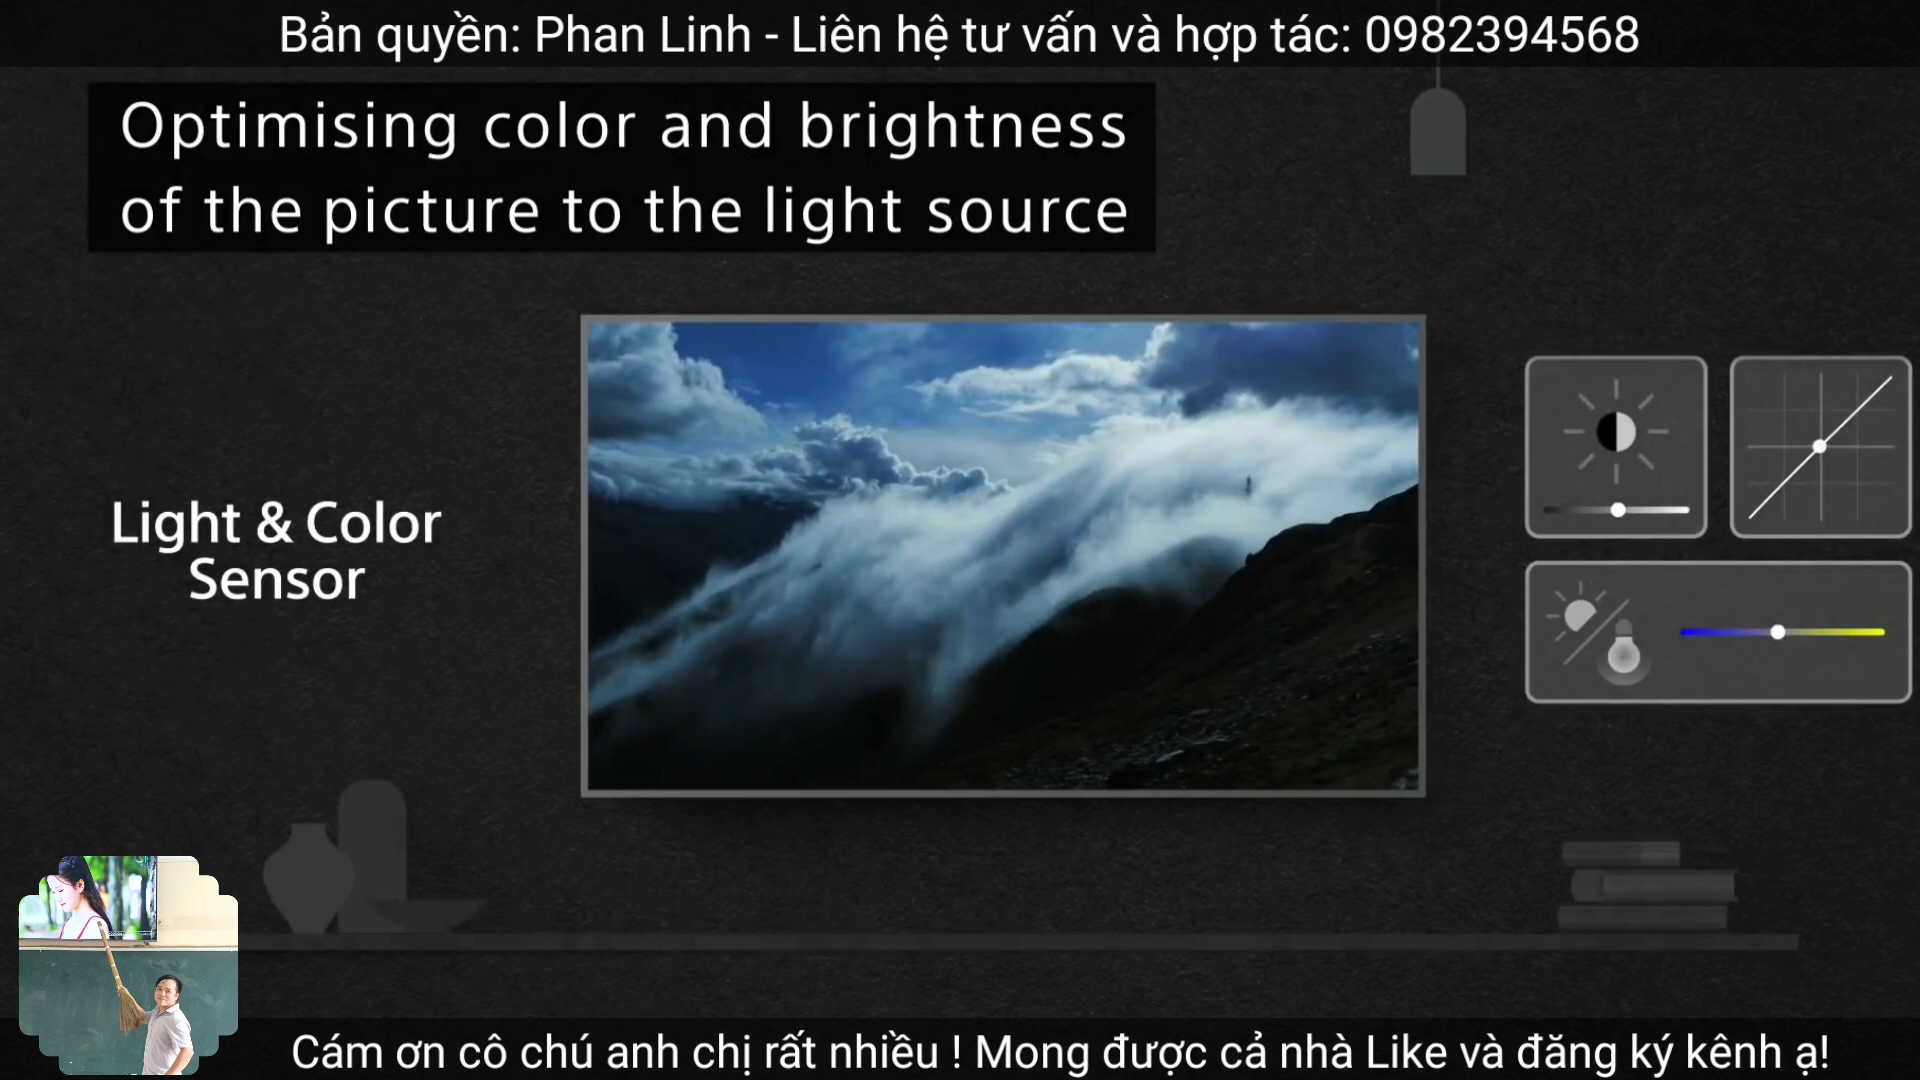 Bản quyền: Phan Linh - Liên hệ tư vấn và hợp tác: 0982394568
Optimising color and brightness
of the picture to the light source
Light & Color
Sensor
Cám ơn cô chú anh chị rất nhiều ! Mong được cả nhà Like và đăng ký kênh ạ!